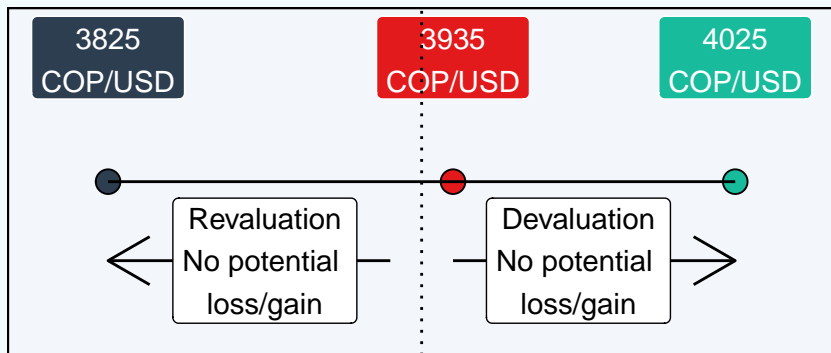 3825
COP/USD
3935
COP/USD
4025
COP/USD
Revaluation
No potential
loss/gain
Devaluation
No potential
loss/gain